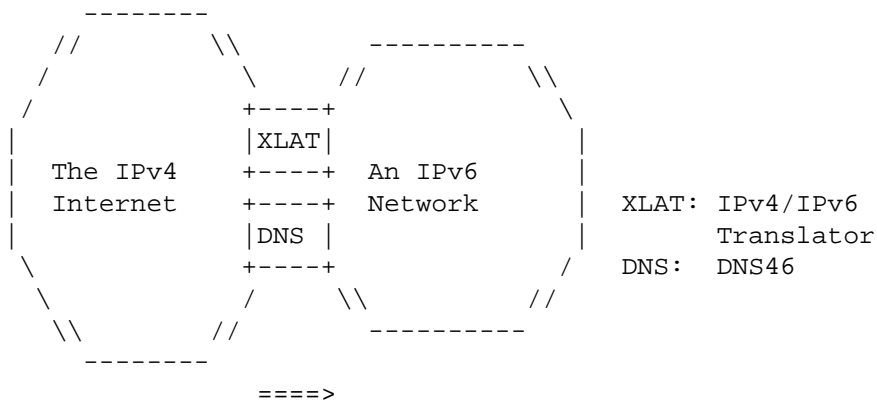 --------
//        \\        ----------
/            \     //          \\
/             +----+              \
|              |XLAT|               |
|  The IPv4    +----+  An IPv6      |
|  Internet    +----+  Network      |  XLAT: IPv4/IPv6
|              |DNS |               |        Translator
\             +----+              /   DNS:  DNS46
\            /     \\          //
\\        //        ----------
--------
====>